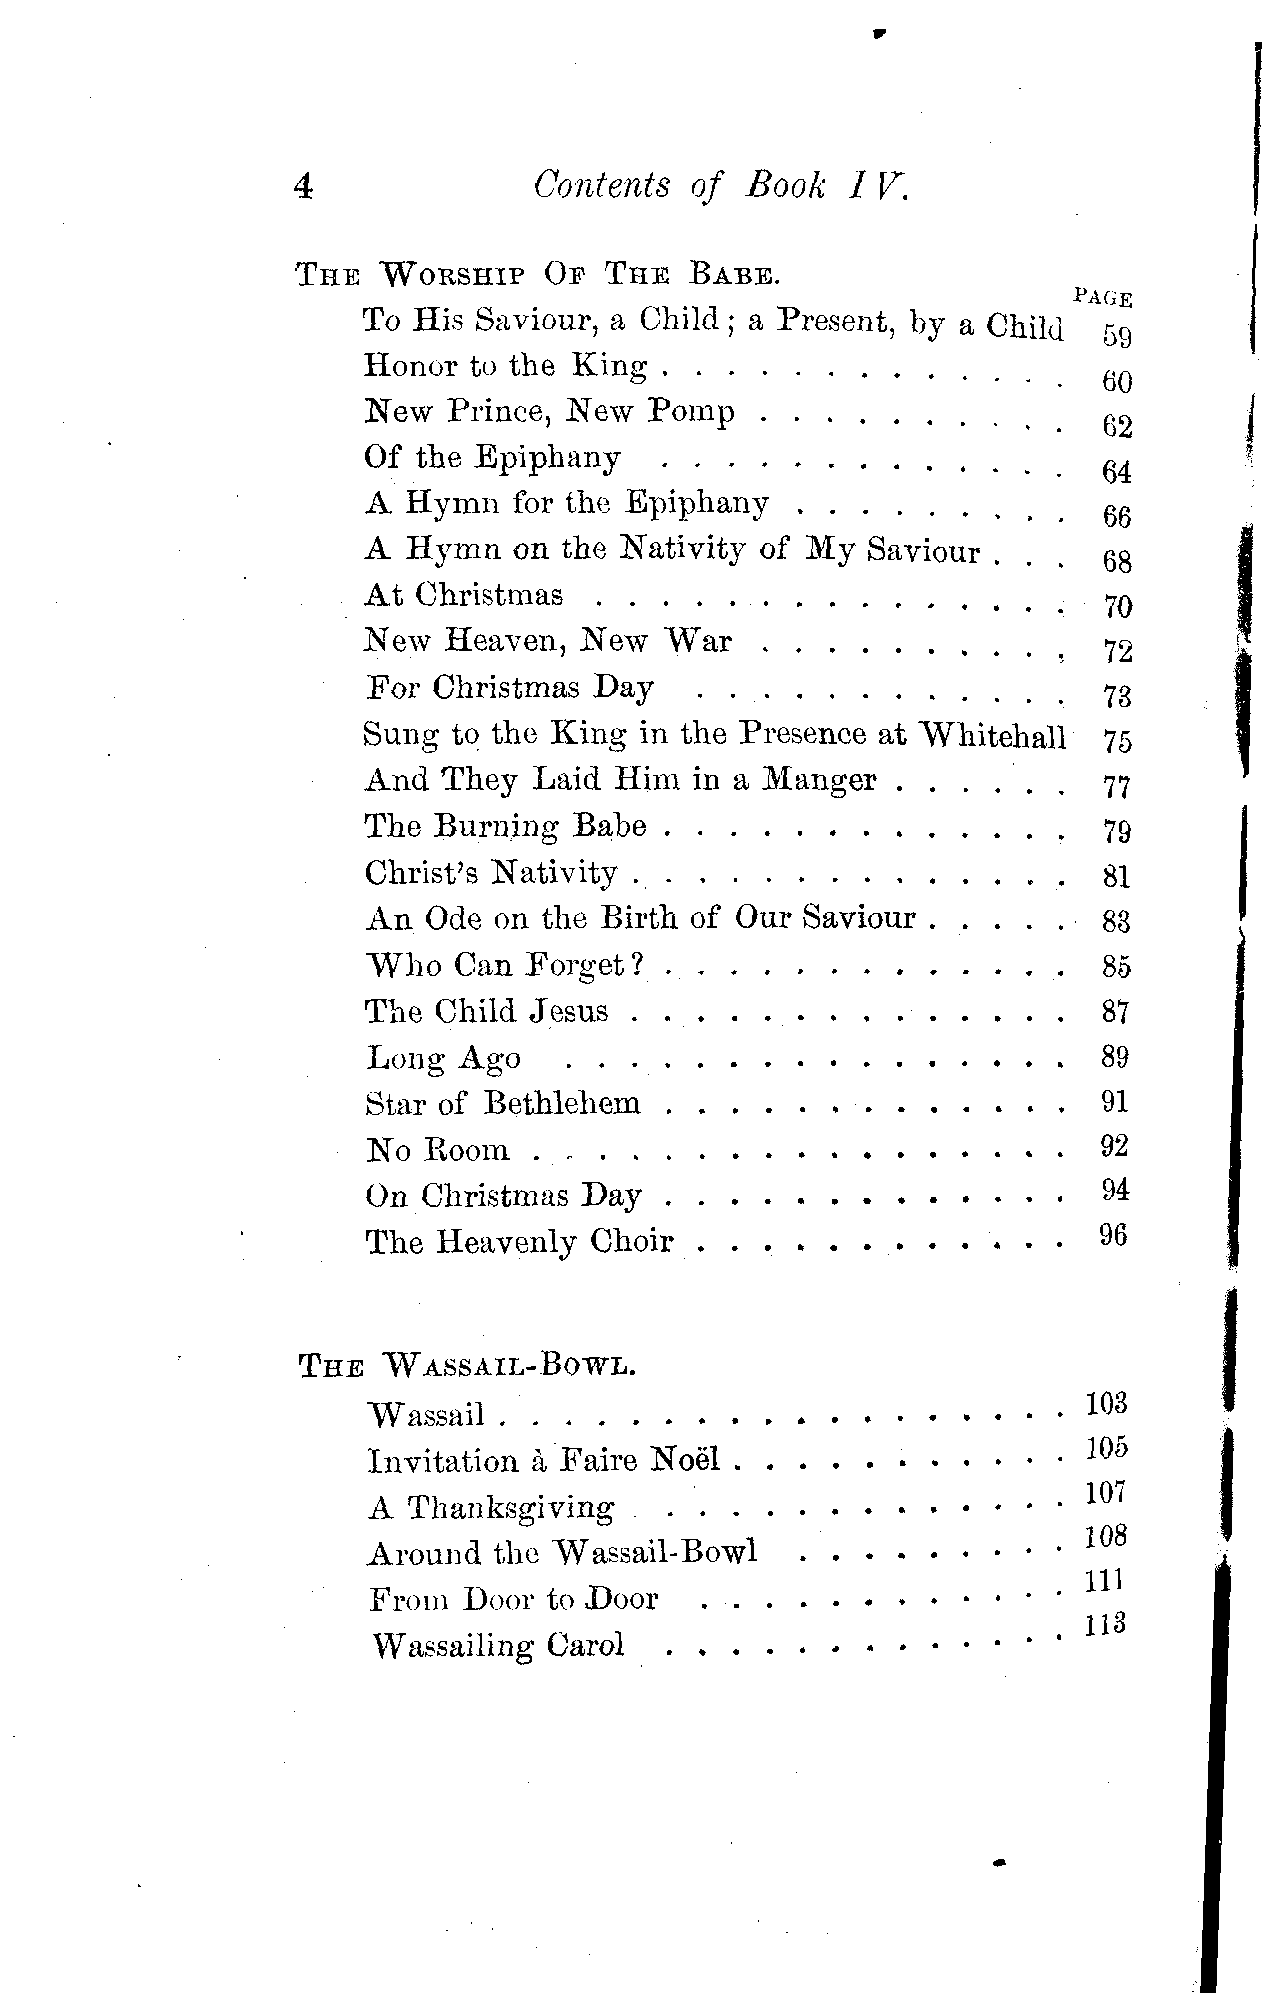 4 Contents of Book IV.
THE WORSHIP OF THE BABE.
PAGE
To His Saviour, a Child; a Present, by a Child 59
Honor to the King . . . . . . . . . . . . . 60
New Prince, New Pomp . . . . . . . . . . 62
Of the Epiphany . . . . . . . . . . . . . 64
A Hymn for the Epiphany . . . . . . . . . 66
A Hymn on the Nativity of My Saviour . . . 68
At Christmas . . . . . . . . . . . . . . . 70
New Heaven, New War . . . . . . . . . . 72
For Christmas Day . . . . . . . . . . . . 73
Sung to the King in the Presence at Whitehall 75
And They Laid Him in a Manger . . . . . . 77
The Burning Babe . . . . . . . . . . . . . 79
Christ's Nativity . . . . . . . . . . . . . . 81
An Ode on the Birth of Our Saviour . . . . . 83
Who Can Forget? . . . . . . . . . . . . . 85
The Child Jesus . . . . . . . . . . . . . . 87
Long Ago . . . . . . . . . . . . . . . . 89
Star of Bethlehem . . . . . . . . . . . . . 91
No Room . . . . . . . . . . . . . . . . . 92
On Christmas Day . . . . . . . . . . . . . 94
The Heavenly Choir . . . . . . . . . . . . 96
THE WASSAIL-BOWL.
Wassail . . . . . . . . . . . . . . . . . . 103
Invitation à Faire Noël . . . . . . . . . . . 105
A Thanksgiving . . . . . . . . . . . . . 107
Around the Wassail-Bowl . . . . . . . . . 108
From Door to Door . . . . . . . . . . . . 111
Wassailing Carol . . . . . . . . . . . . . 113